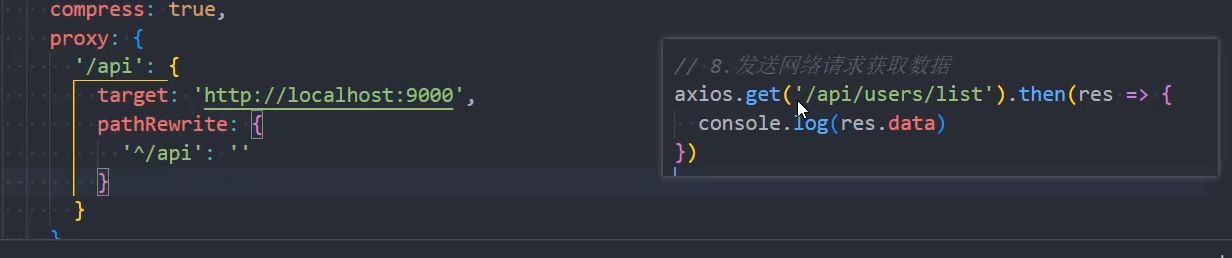 compress: true,
proxy: {
'/api': {
target: 'http://localhost:9000',
pathRewrite: {
'^/api': ''
}
}
}
// 8.发送网络请求获取数据
axios.get('/api/users/list').then(res => {
console.log(res.data)
})